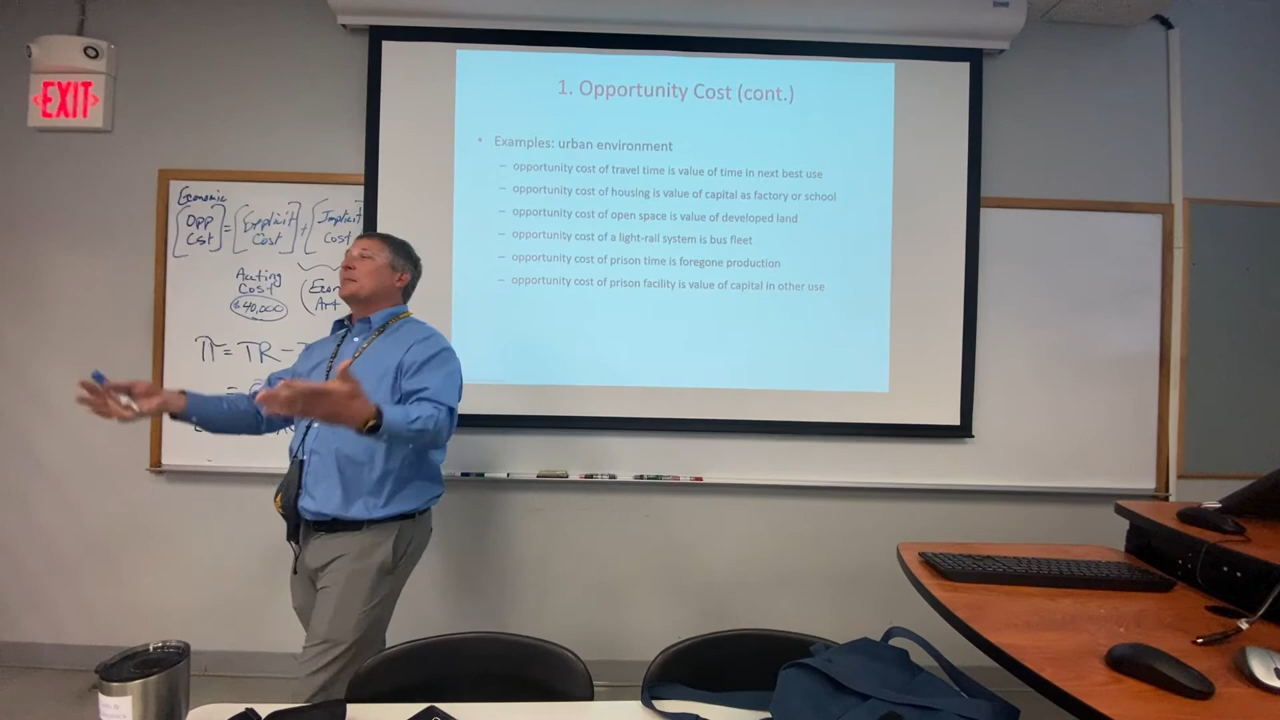 EXIT
1. Opportunity Cost (cont.)
• Examples: urban environment
– opportunity cost of travel time is value of time in next best use
– opportunity cost of housing is value of capital as factory or school
– opportunity cost of open space is value of developed land
– opportunity cost of a light-rail system is bus fleet
– opportunity cost of prison time is foregone production
– opportunity cost of prison facility is value of capital in other use
Economic
[Opp Cst] = [Explicit Cost] + [Implicit Cost
Accting
Cost
$40,000
(Econ
Art
π = TR –
=